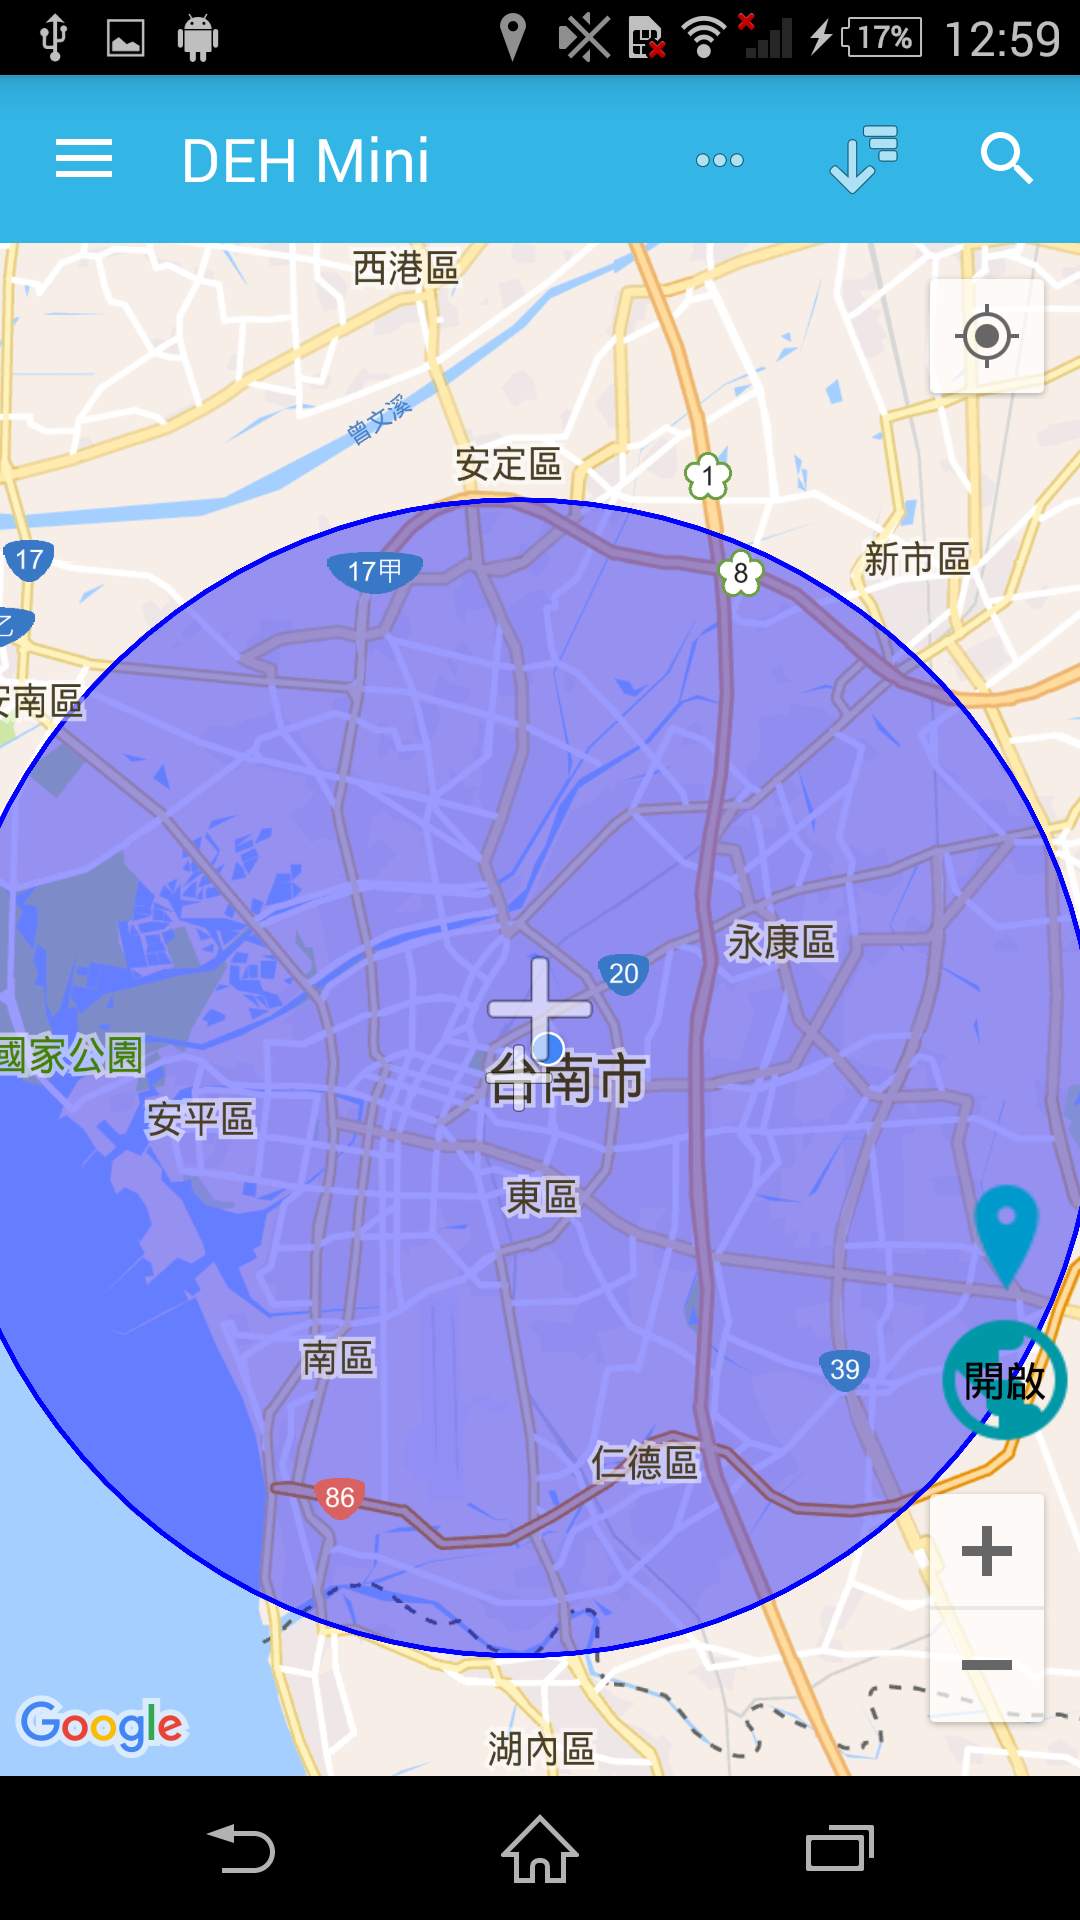 17%
12:59
DEH Mini
西港區
曾文溪
安定區
1
17
17甲
8
新市區
乙
安南區
永康區
20
國家公園
台南市
安平區
東區
南區
39
開啟
仁德區
86
Google
湖內區